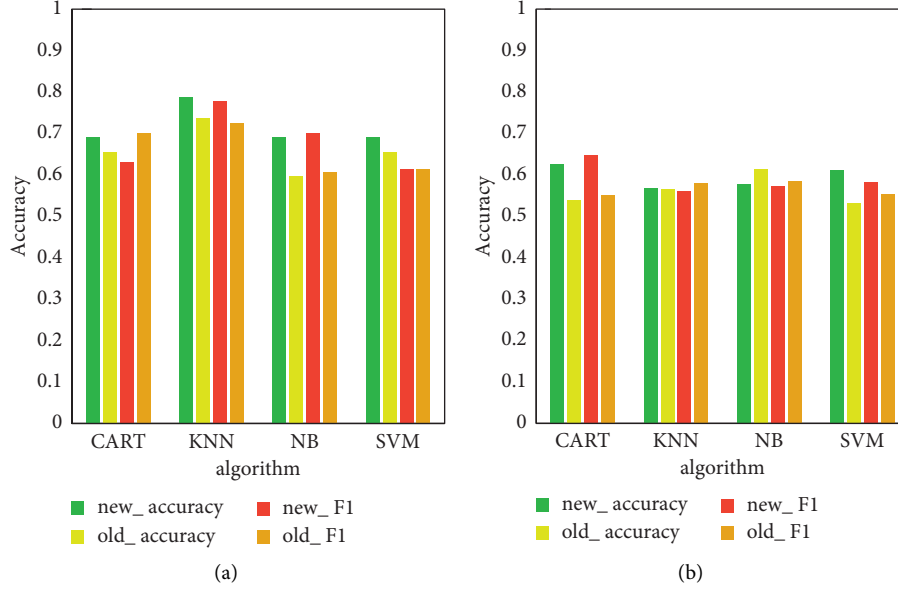 1
0.9
0.8
0.7
0.6
0.5
0.4
0.3
0.2
0.1
0
Accuracy
CART KNN NB SVM
algorithm
new_ accuracy new_ F1
old_ accuracy old_ F1
(a)
1
0.9
0.8
0.7
0.6
0.5
0.4
0.3
0.2
0.1
0
Accuracy
CART KNN NB SVM
algorithm
new_ accuracy new_ F1
old_ accuracy old_ F1
(b)